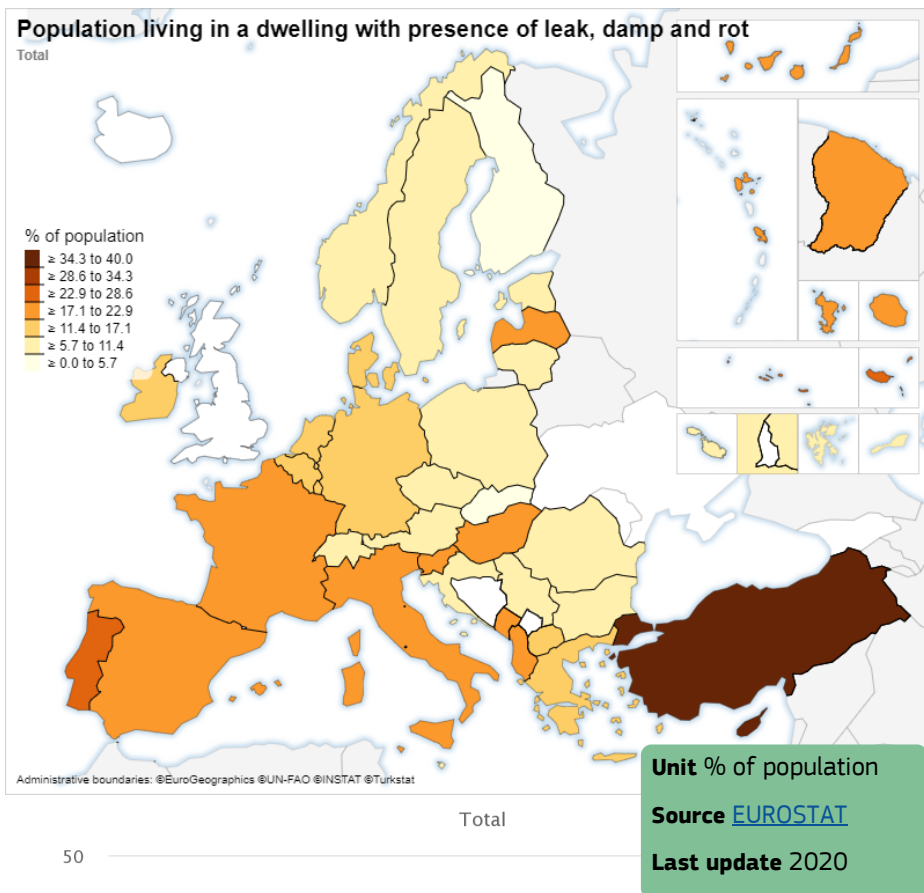 Population living in a dwelling with presence of leak, damp and rot
Total
% of population
≥ 34.3 to 40.0
≥ 28.6 to 34.3
≥ 22.9 to 28.6
≥ 17.1 to 22.9
≥ 11.4 to 17.1
≥ 5.7 to 11.4
≥ 0.0 to 5.7
Administrative boundaries: ©EuroGeographics ©UN-FAO ©INSTAT ©Turkstat
Unit % of population
Source EUROSTAT
Last update 2020
Total
50